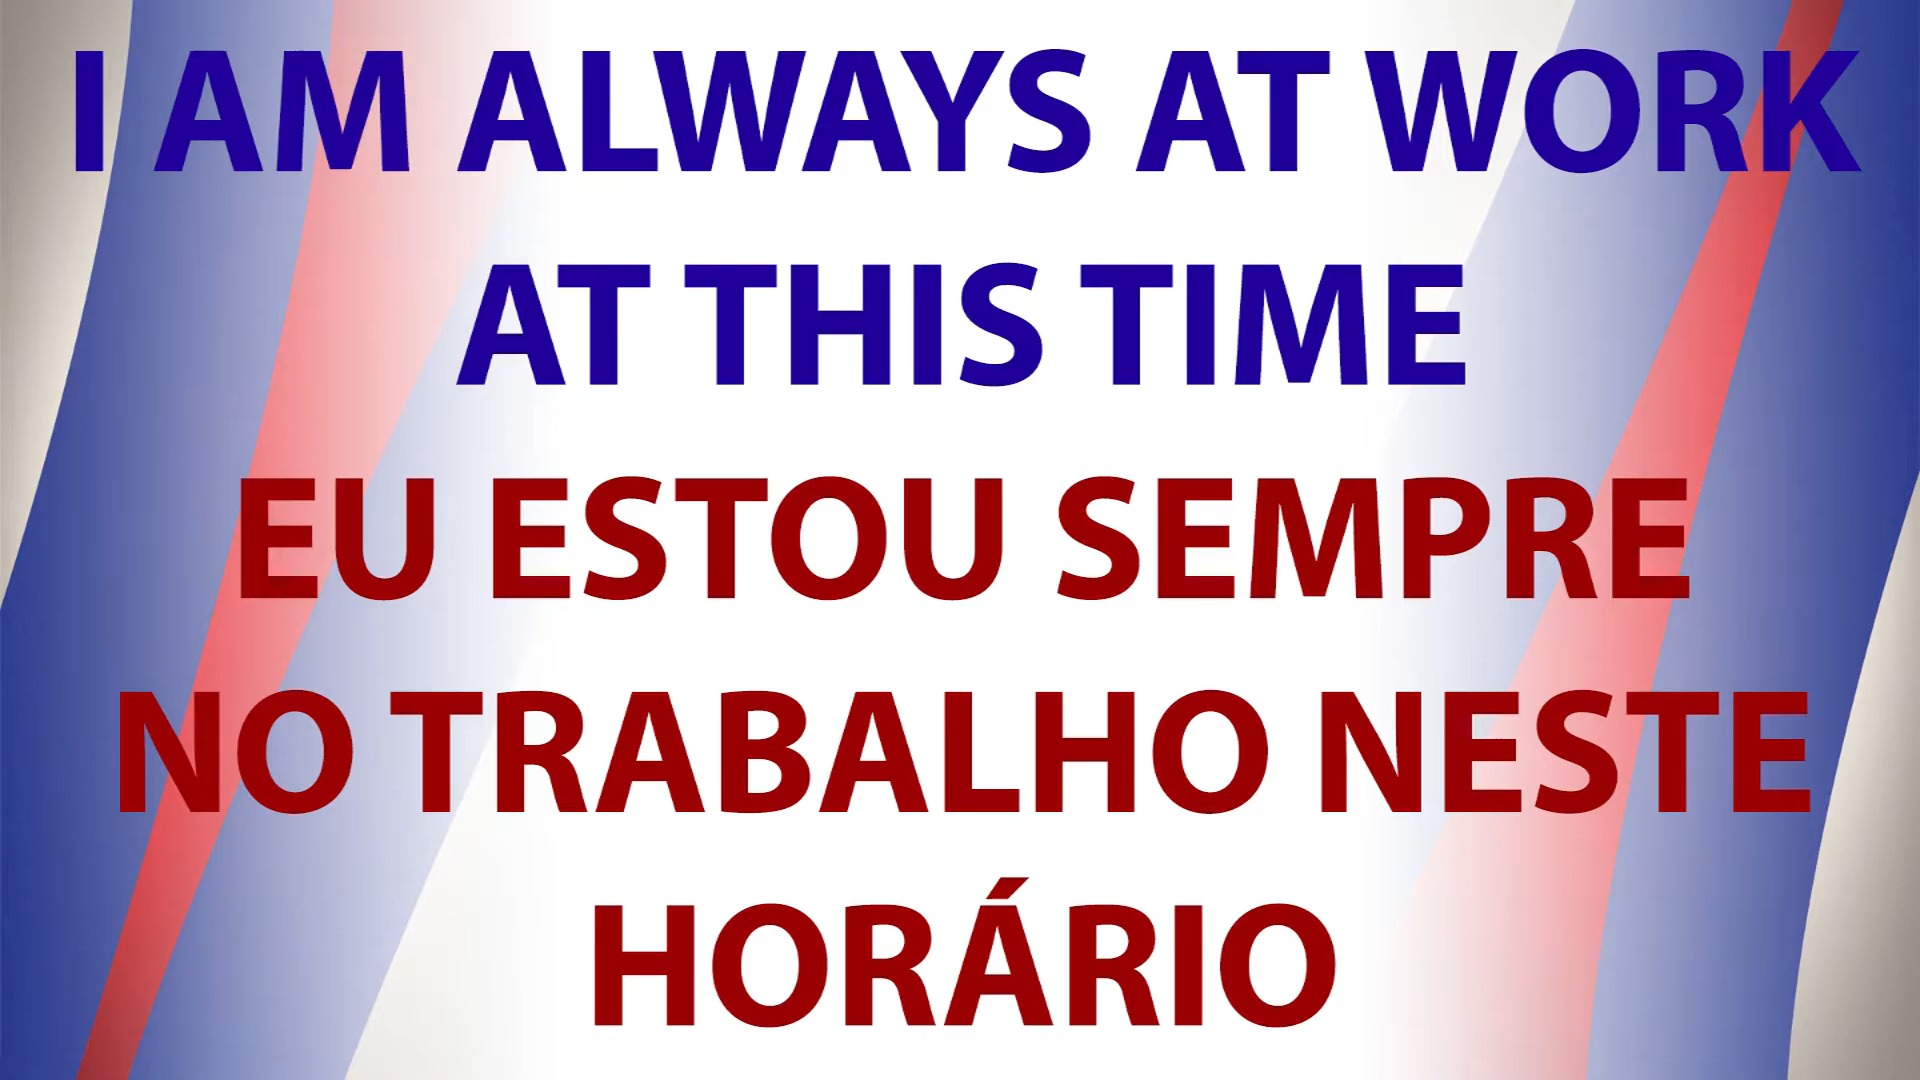 I AM ALWAYS AT WORK
AT THIS TIME
EU ESTOU SEMPRE
NO TRABALHO NESTE
HORÁRIO